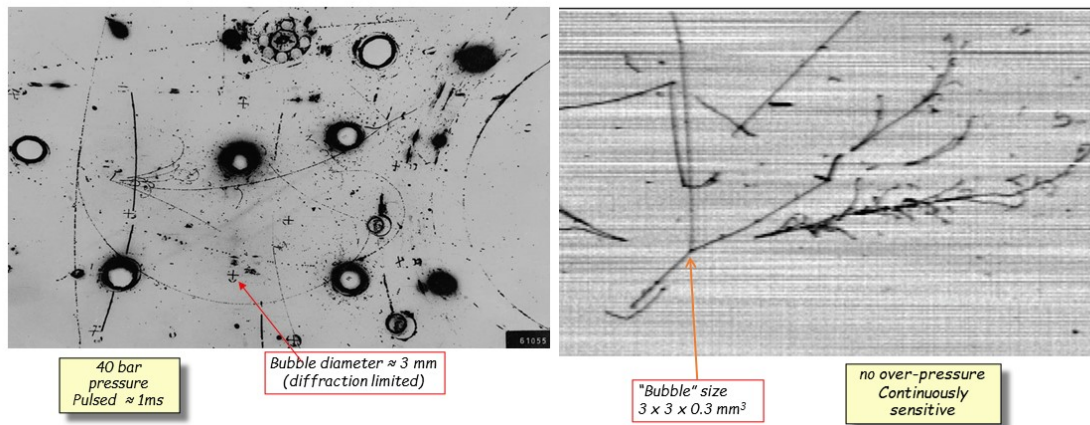 61055
40 bar
pressure
Pulsed ≈ 1ms
Bubble diameter ≈ 3 mm
(diffraction limited)
"Bubble" size
3 x 3 x 0.3 mm³
no over-pressure
Continuously
sensitive